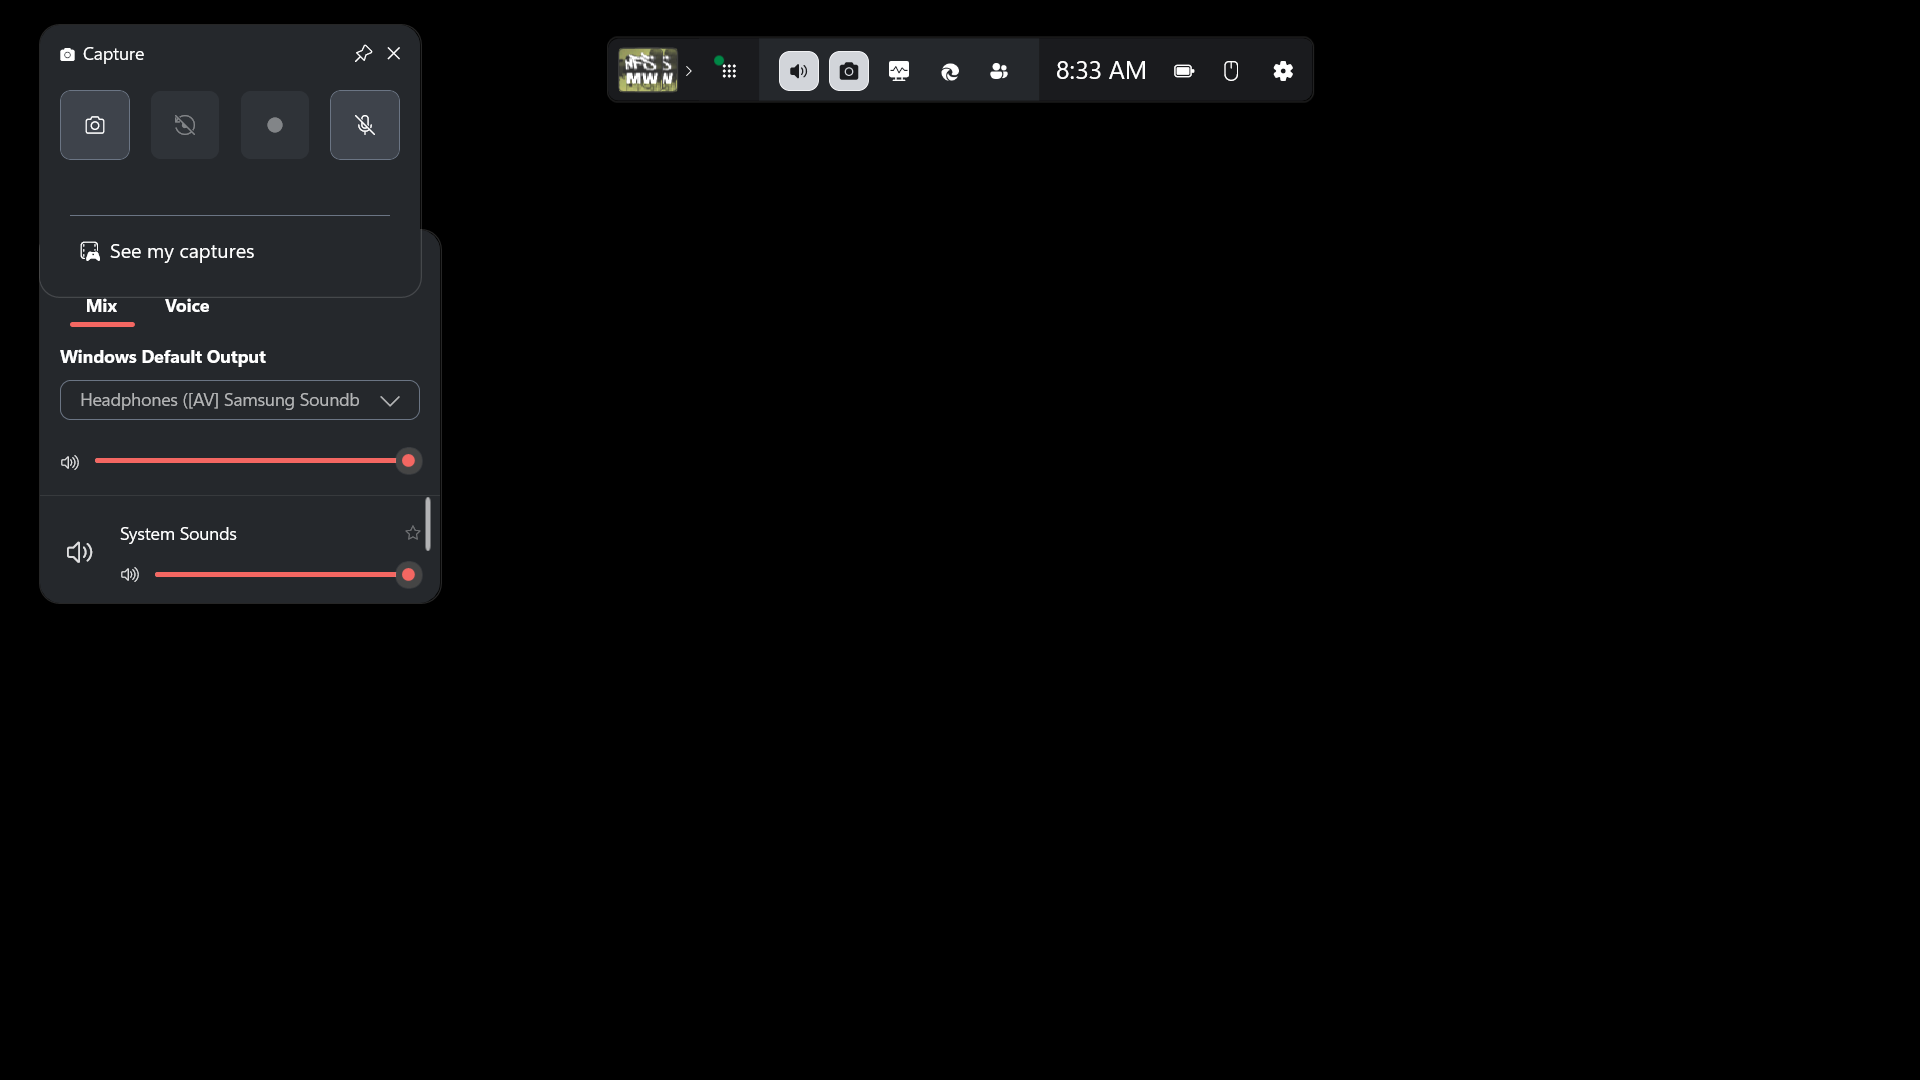 Capture
8:33 AM
See my captures
Mix Voice
Windows Default Output
Headphones ([AV] Samsung Soundb
System Sounds